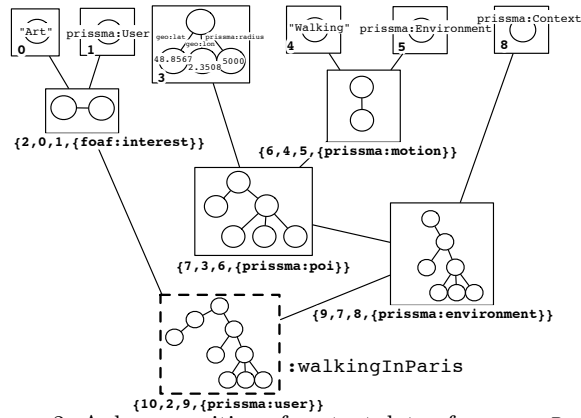 "Art"
0
prissma:User
1
geo:lat
prissma:radius
geo:lon
48.8567
2.3508
5000
3
"Walking"
4
prissma:Environment
5
prissma:Context
8
{2,0,1,{foaf:interest}}
{6,4,5,{prissma:motion}}
{7,3,6,{prissma:poi}}
{9,7,8,{prissma:environment}}
:walkingInParis
{10,2,9,{prissma:user}}